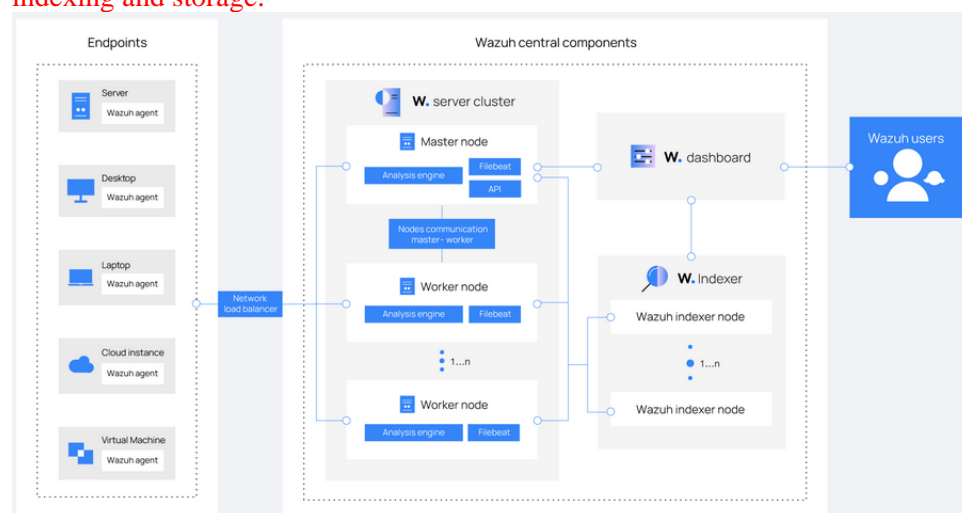 indexing and storage.
Endpoints
Server
Wazuh agent
Desktop
Wazuh agent
Laptop
Wazuh agent
Cloud instance
Wazuh agent
Virtual Machine
Wazuh agent
Network
load balancer
Wazuh central components
W. server cluster
Master node
Analysis engine
Filebeat
API
Nodes communication
master- worker
Worker node
Analysis engine
Filebeat
1...n
Worker node
Analysis engine
Filebeat
W. dashboard
W. Indexer
Wazuh indexer node
1...n
Wazuh indexer node
Wazuh users